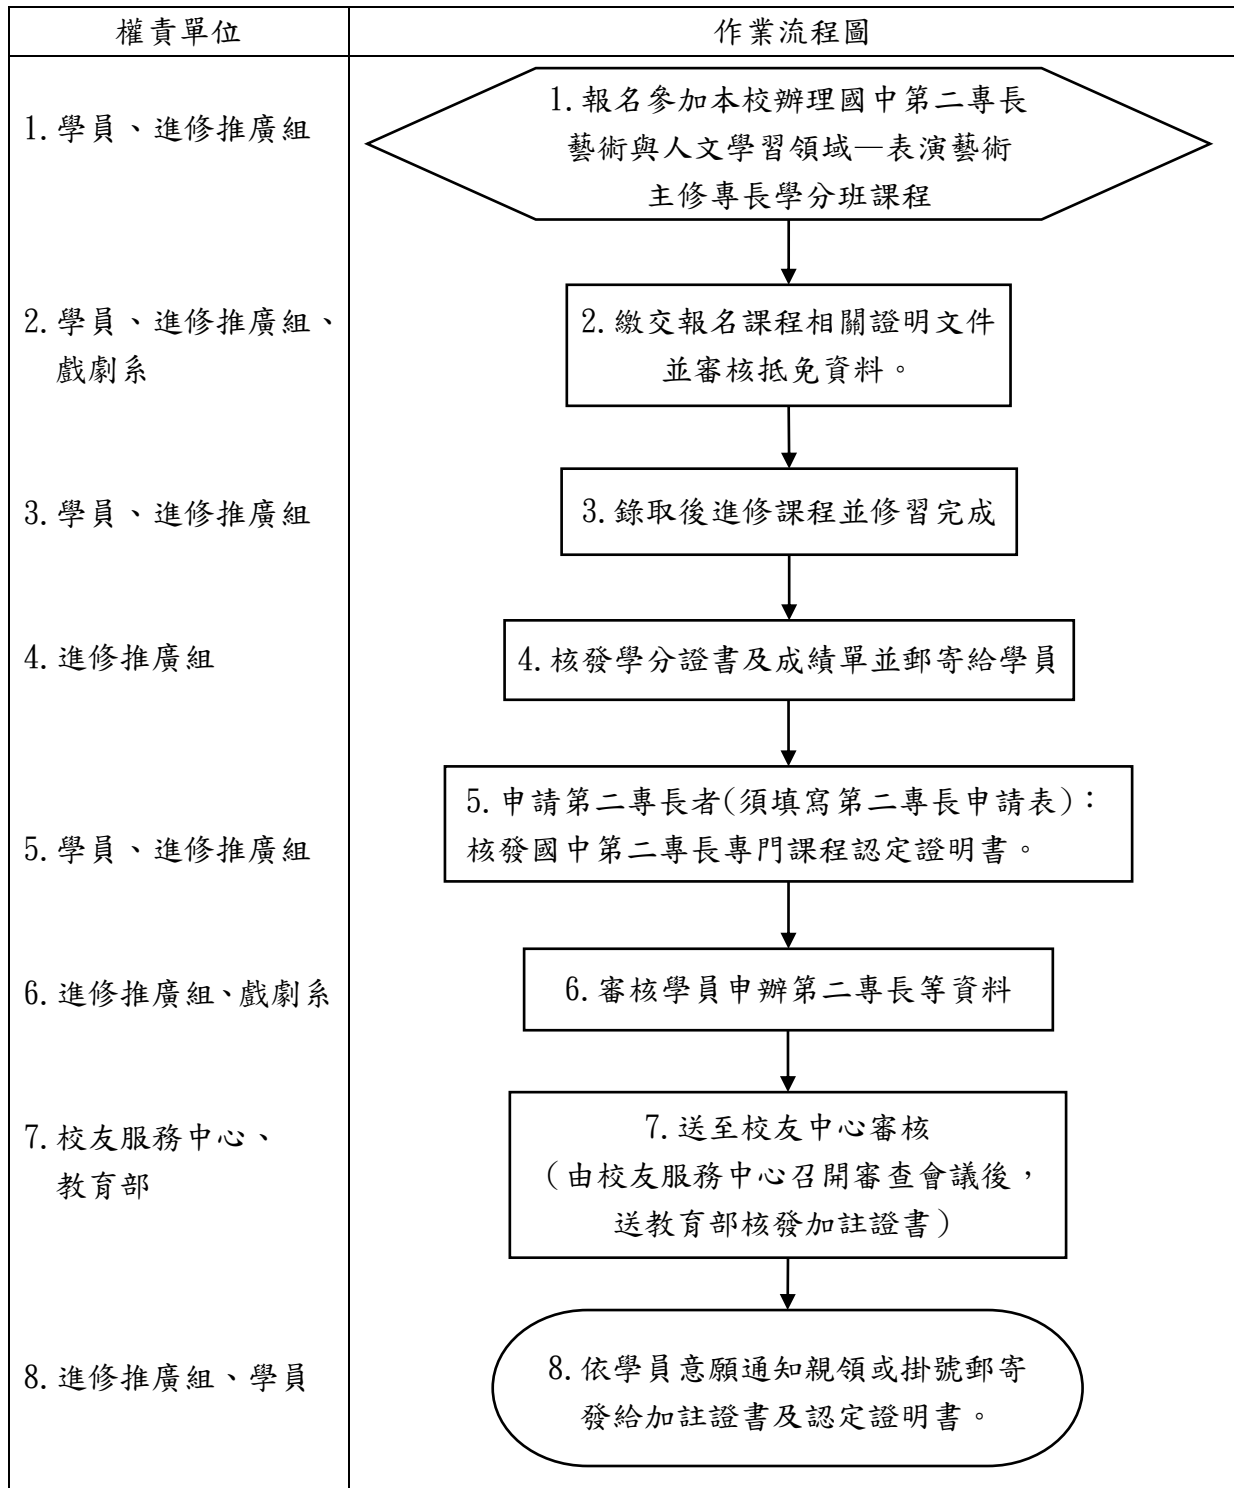 權責單位
作業流程圖
1.學員、進修推廣組
1.報名參加本校辦理國中第二專長
藝術與人文學習領域—表演藝術
主修專長學分班課程
2.學員、進修推廣組、
戲劇系
2.繳交報名課程相關證明文件
並審核抵免資料。
3.學員、進修推廣組
3.錄取後進修課程並修習完成
4.進修推廣組
4.核發學分證書及成績單並郵寄給學員
5.學員、進修推廣組
5.申請第二專長者(須填寫第二專長申請表)：
核發國中第二專長專門課程認定證明書。
6.進修推廣組、戲劇系
6.審核學員申辦第二專長等資料
7.校友服務中心、
教育部
7.送至校友中心審核
（由校友服務中心召開審查會議後，
送教育部核發加註證書）
8.進修推廣組、學員
8.依學員意願通知親領或掛號郵寄
發給加註證書及認定證明書。